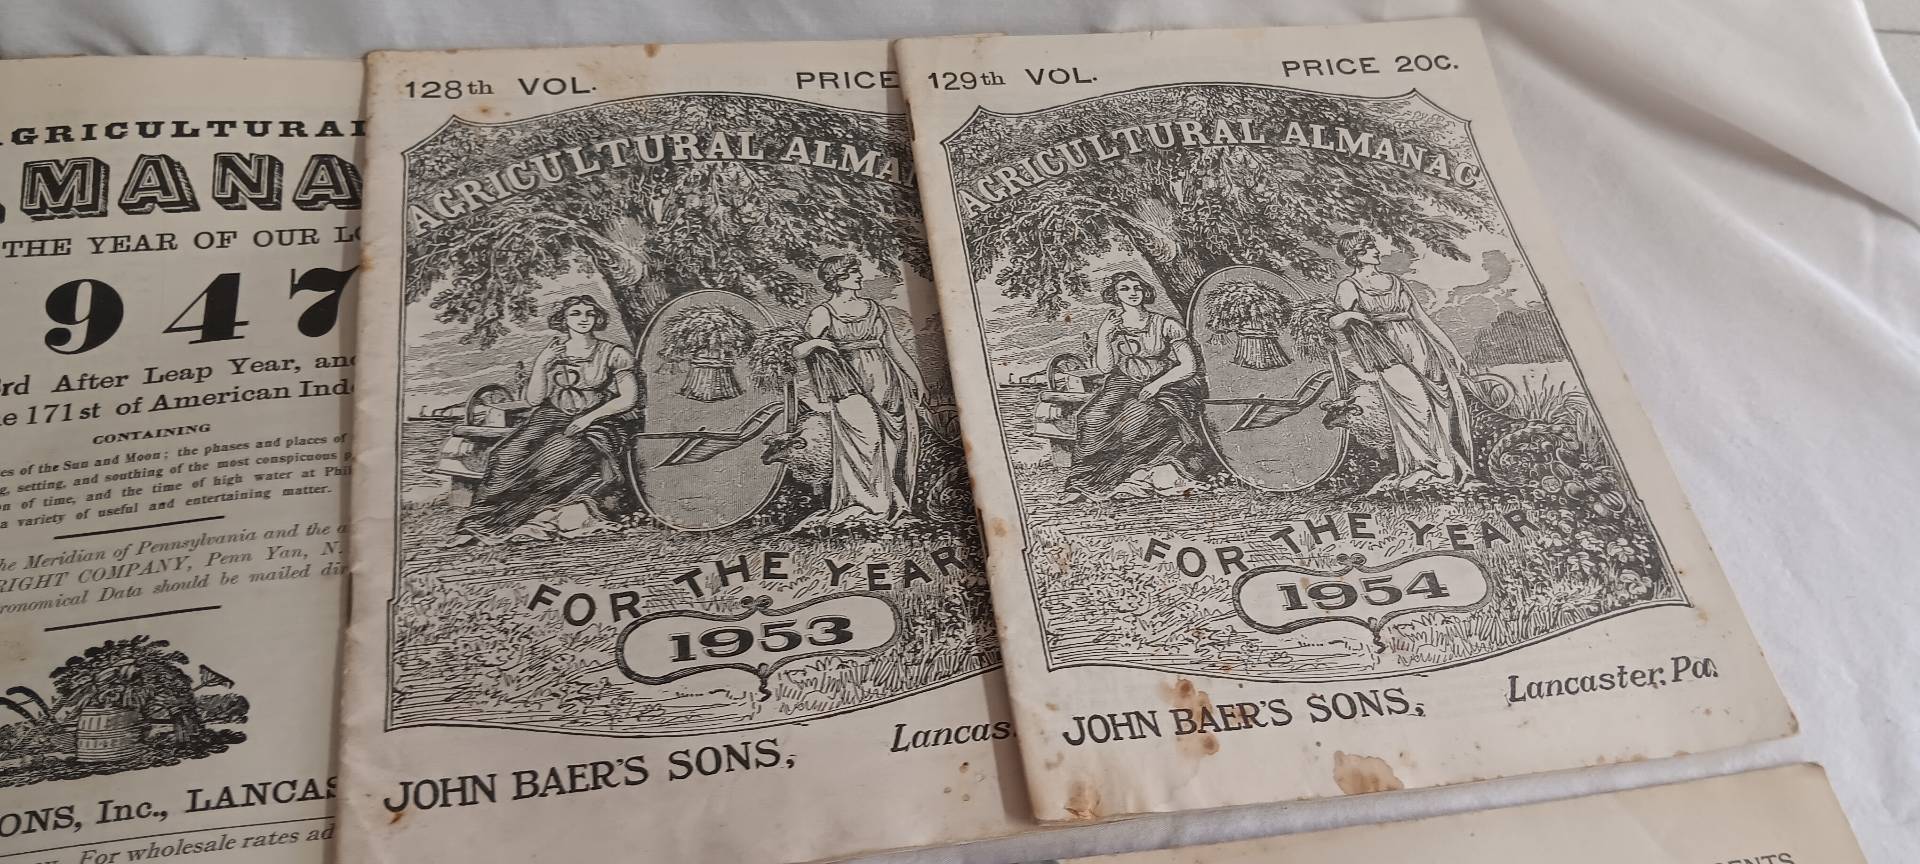 GRICULTURAL
MANA
THE YEAR OF OUR
947
3rd After Leap Year, and
171st of American Ind
CONTAINING
es of the Sun and Moon; the phases and places of
g, setting, and southing of the most conspicuous
n of time, and the time of high water at Phil
a variety of useful and entertaining matter.
he Meridian of Pennsylvania and the
RIGHT COMPANY, Penn Yan, N.
ronomical Data should be mailed dir
ONS, Inc., LANCAS
For wholesale rates ad
128th VOL. PRICE
AGRICULTURAL ALMA
FOR THE YEAR
1953
JOHN BAER'S SONS, Lancas
129th VOL. PRICE 20C.
AGRICULTURAL ALMANAC
FOR THE YEAR
1954
JOHN BAER'S SONS, Lancaster, Pa.
ENTS